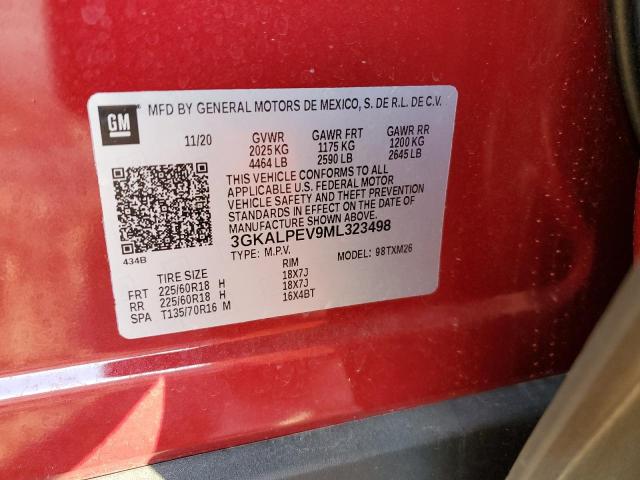 GM MFD BY GENERAL MOTORS DE MEXICO, S. DE R.L. DE C.V.
11/20 GVWR GAWR FRT GAWR RR
2025 KG 1175 KG 1200 KG
4464 LB 2590 LB 2645 LB
THIS VEHICLE CONFORMS TO ALL
APPLICABLE U.S. FEDERAL MOTOR
VEHICLE SAFETY AND THEFT PREVENTION
STANDARDS IN EFFECT ON THE DATE OF
MANUFACTURE SHOWN ABOVE.
3GKALPEV9ML323498
434B TYPE: M.P.V. MODEL: 98TXM26
TIRE SIZE RIM
FRT 225/60R18 H 18X7J
RR 225/60R18 H 18X7J
SPA T135/70R16 M 16X4BT